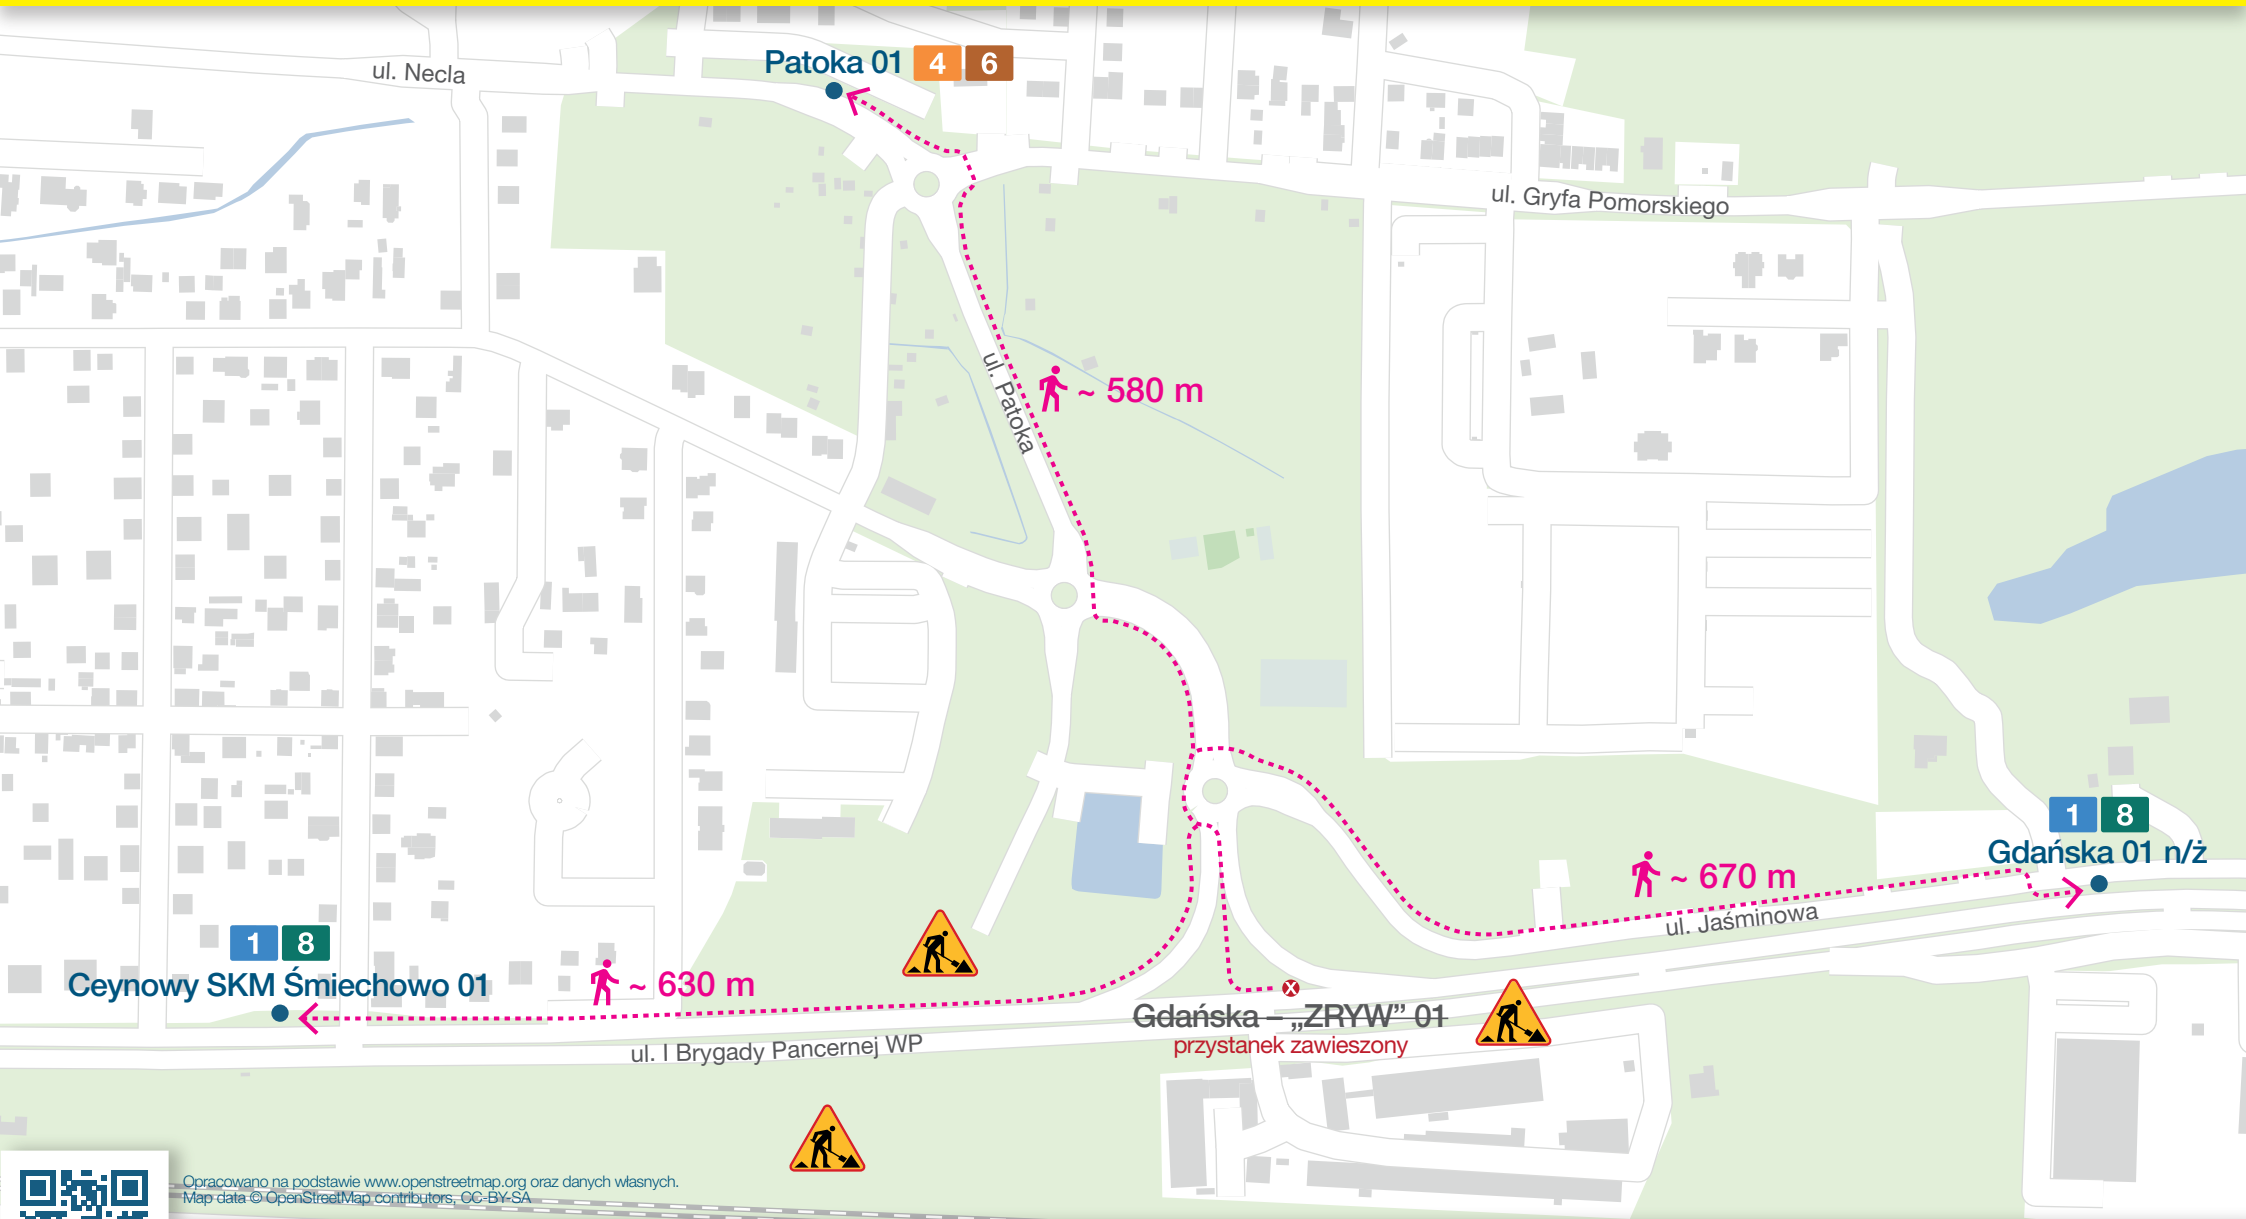 Patoka 01 4 6
ul. Necla
ul. Gryfa Pomorskiego
ul. Patoka
~ 580 m
1 8
Gdańska 01 n/ż
~ 670 m
ul. Jaśminowa
1 8
Ceynowy SKM Śmiechowo 01
~ 630 m
Gdańska – „ZRYW” 01
przystanek zawieszony
ul. I Brygady Pancernej WP
Opracowano na podstawie www.openstreetmap.org oraz danych własnych.
Map data © OpenStreetMap contributors, CC-BY-SA